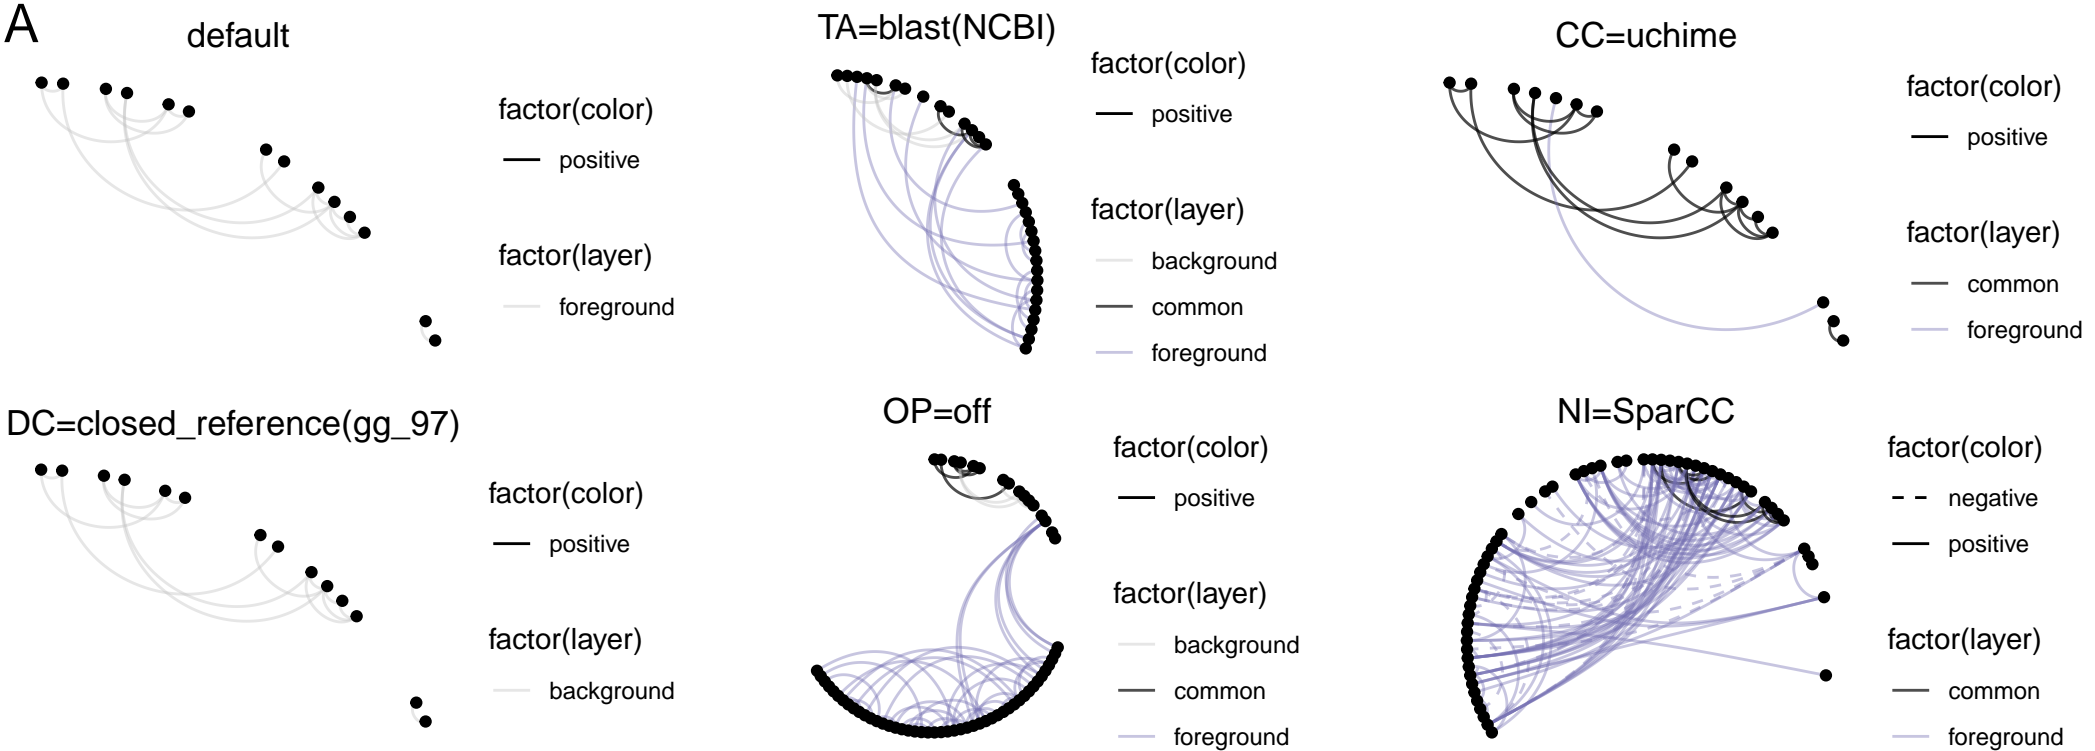 A
default
factor(color)
positive
factor(layer)
foreground
TA=blast(NCBI)
factor(color)
positive
factor(layer)
background
common
foreground
CC=uchime
factor(color)
positive
factor(layer)
common
foreground
DC=closed_reference(gg_97)
factor(color)
positive
factor(layer)
background
OP=off
factor(color)
positive
factor(layer)
background
common
foreground
NI=SparCC
factor(color)
negative
positive
factor(layer)
common
foreground